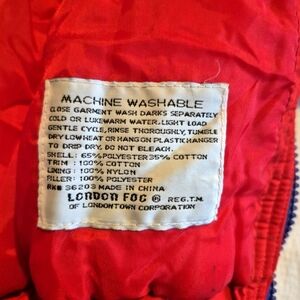 MACHINE WASHABLE
CLOSE GARMENT WASH DARKS SEPARATELY
COLD OR LUKEWARM WATER, LIGHT LOAD
GENTLE CYCLE, RINSE THOROUGHLY, TUMBLE
DRY LOW HEAT OR HANG ON PLASTIC HANGER
TO DRIP DRY. DO NOT BLEACH.
SHELL: 65% POLYESTER 35% COTTON
TRIM : 100% COTTON
LINING : 100% NYLON
FILLER: 100% POLYESTER
RN# 36203 MADE IN CHINA
LONDON FOG ® REG.T.M.
OF LONDONTOWN CORPORATION